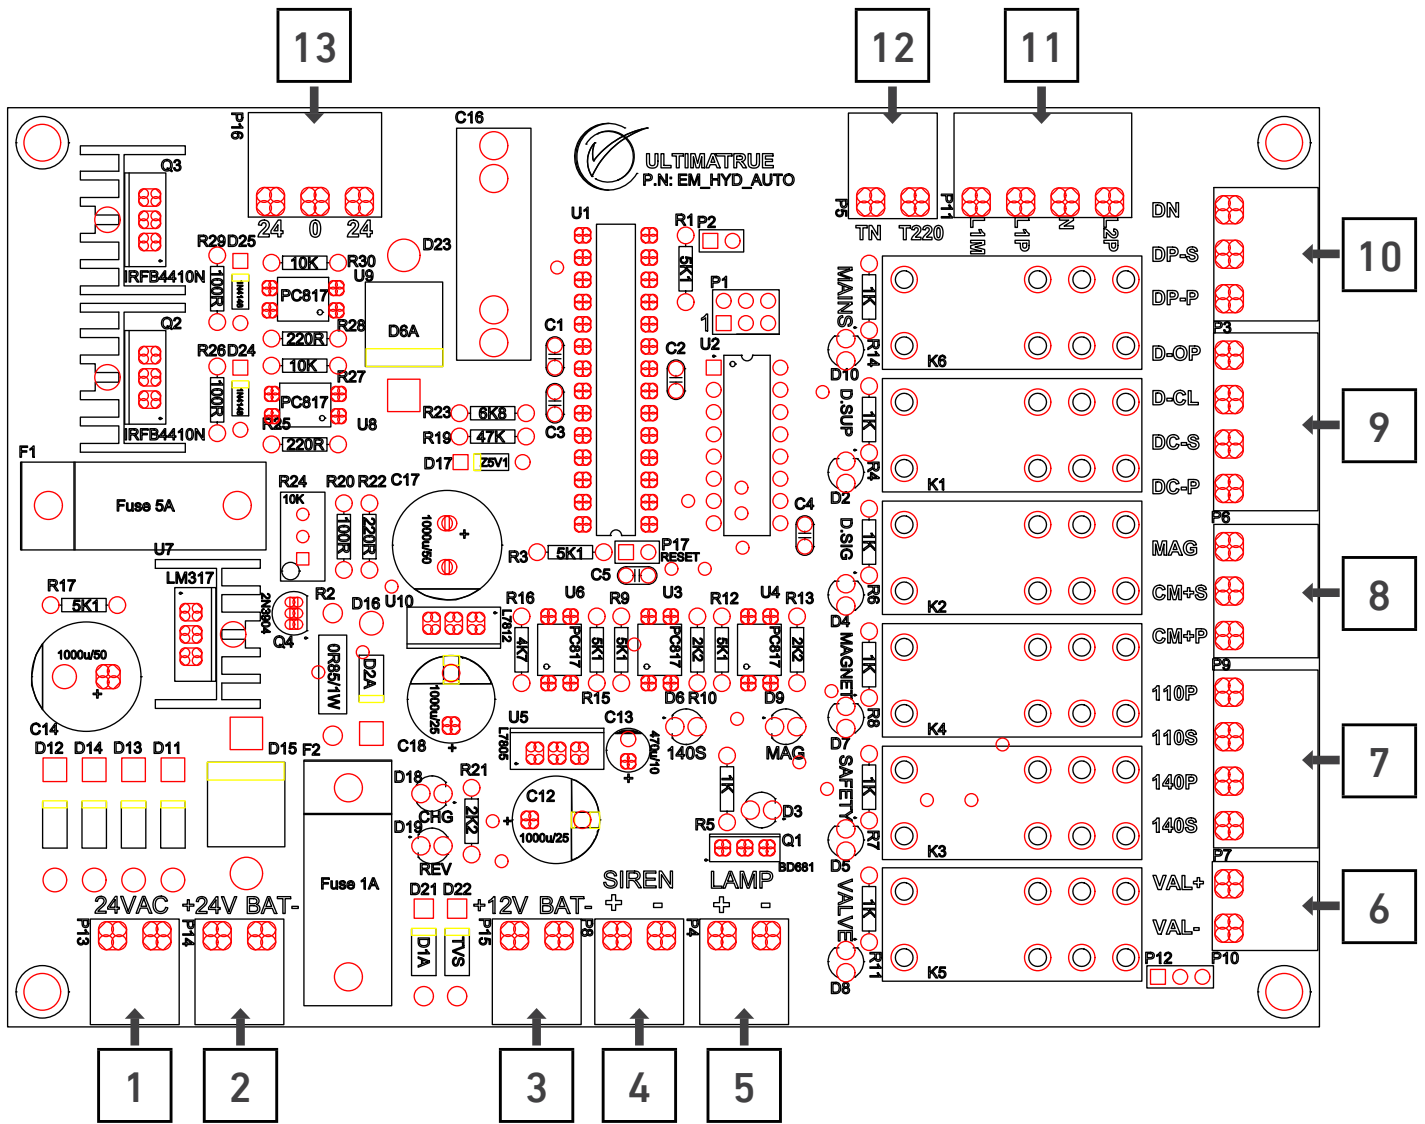 13
12
11
P16
24 0 24
C16
ULTIMATRUE
P.N: EM_HYD_AUTO
P5
TN T220
P11
L1M
L1P
N
L2P
DN
DP-S
DP-P
P3
10
Q3
IRFB4410N
R29 D25
100R
1N4148
10K
R30
U9
PC817
R28
220R
D23
D6A
Q2
IRFB4410N
R26 D24
100R
1N4148
10K
R27
PC817
R25
U8
220R
U1
R1
5K1
P2
P1
1
U2
C1
C2
C3
R23
6K8
R19
47K
D17
Z5V1
MAINS
1K
R14
D10
K6
D.SUP
1K
R4
D2
K1
D-OP
D-CL
DC-S
DC-P
P6
9
F1
Fuse 5A
R24
10K
R20 R22
100R
220R
C17
1000u/50
+
R3
5K1
P17
RESET
C5
C4
D.SIG
1K
R6
D4
K2
MAG
CM+S
CM+P
P9
8
U7
LM317
R17
5K1
1000u/50
+
C14
2N3904
Q4
R2
0R85/1W
D16
D2A
U10
L7812
1000u/25
+
C18
R16
4K7
U6
PC817
R15
5K1
R9
5K1
U3
PC817
D6 R10
2K2
140S
R12
5K1
U4
PC817
R13
2K2
D9
MAG
MAGNET
1K
R8
D7
K4
110P
110S
140P
140S
P7
7
D12 D14 D13 D11
D15
F2
Fuse 1A
D18
CHG
D19
REV
R21
2K2
U5
L7805
C13
470u/10
+
C12
+
1000u/25
1K
R5
D3
Q1
BD681
SAFETY
1K
R7
D5
K3
VALVE
1K
R11
D8
K5
VAL+
VAL-
P12
P10
6
24VAC
P13
+24V BAT-
P14
D21 D22
D1A
TVS
+12V BAT-
P15
SIREN
+ -
P8
LAMP
+ -
P4
1
2
3
4
5